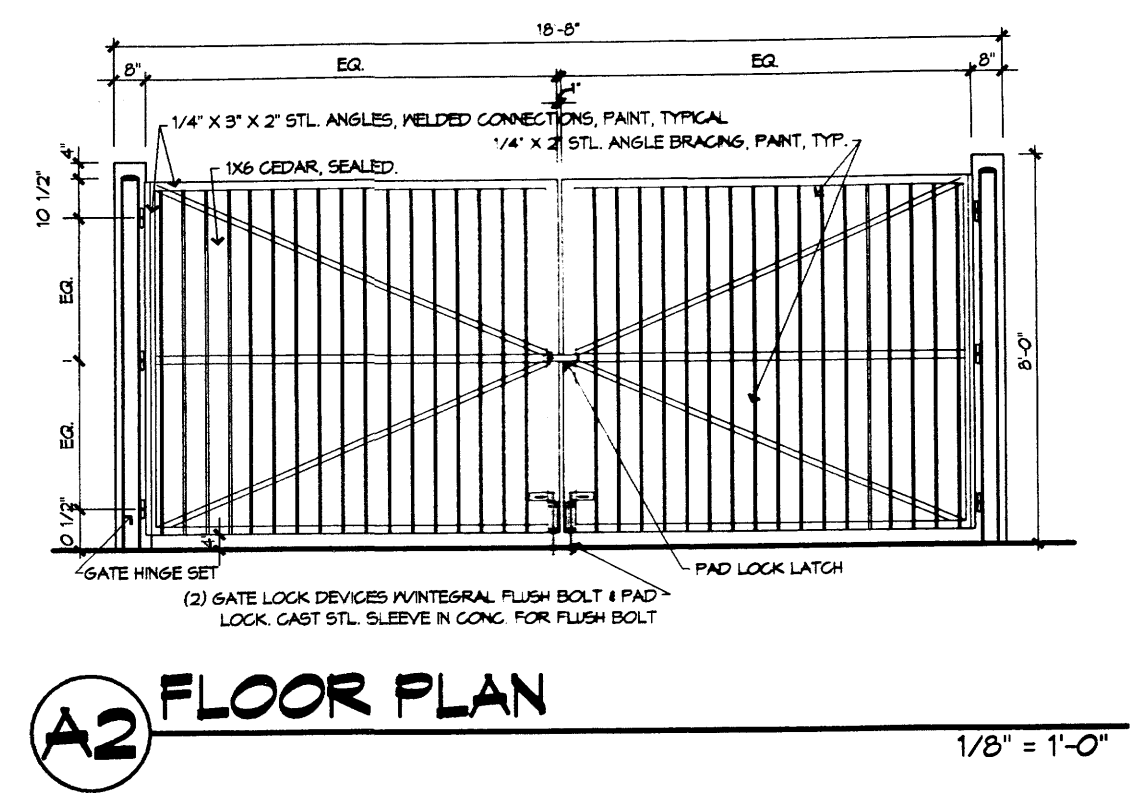 18'-8"
8" EQ. EQ. 8"
1"
1/4" X 3" X 2" STL. ANGLES, WELDED CONNECTIONS, PAINT, TYPICAL
1/4" X 2" STL. ANGLE BRACING, PAINT, TYP.
4"
1X6 CEDAR, SEALED.
10 1/2"
EQ.
8'-0"
EQ.
0 1/2"
4"
GATE HINGE SET
PAD LOCK LATCH
(2) GATE LOCK DEVICES W/INTEGRAL FLUSH BOLT & PAD
LOCK. CAST STL. SLEEVE IN CONC. FOR FLUSH BOLT
A2 FLOOR PLAN
1/8" = 1'-0"